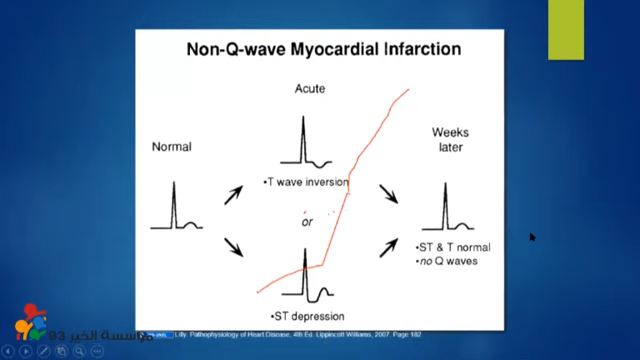 Non-Q-wave Myocardial Infarction
Acute
Normal
Weeks
later
•T wave inversion
or
•ST & T normal
•no Q waves
•ST depression
مؤسسة الخبر 93
Lilly. Pathophysiology of Heart Disease, 4th Ed. Lippincott Williams, 2007. Page 182